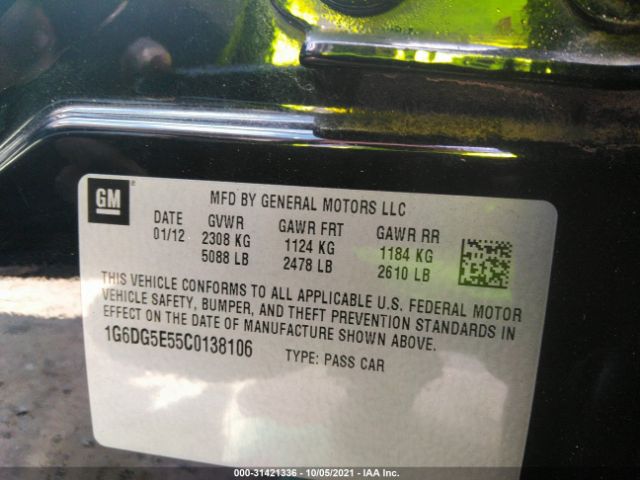 GM
MFD BY GENERAL MOTORS LLC
DATE GVWR GAWR FRT GAWR RR
01/12 2308 KG 1124 KG 1184 KG
5088 LB 2478 LB 2610 LB
THIS VEHICLE CONFORMS TO ALL APPLICABLE U.S. FEDERAL MOTOR
VEHICLE SAFETY, BUMPER, AND THEFT PREVENTION STANDARDS IN
EFFECT ON THE DATE OF MANUFACTURE SHOWN ABOVE.
1G6DG5E55C0138106 TYPE: PASS CAR
000-31421336 - 10/05/2021 - IAA Inc.